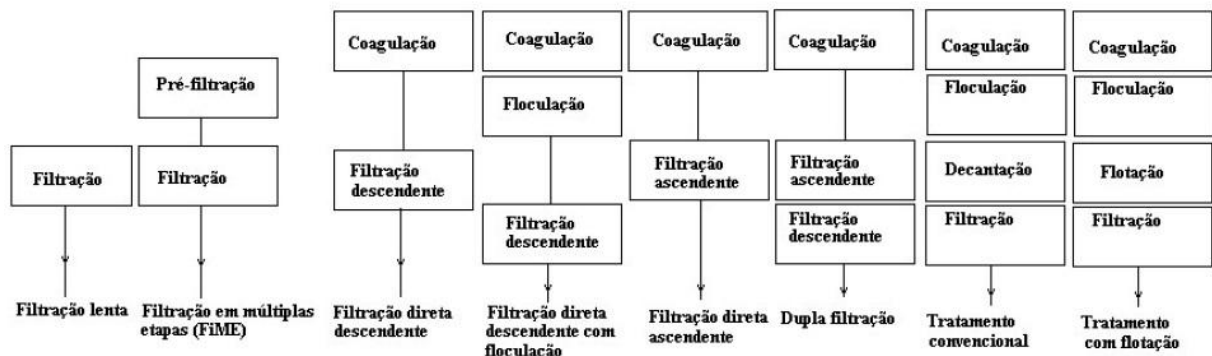 Filtração
Filtração lenta
Pré-filtração
Filtração
Filtração em múltiplas
etapas (FiME)
Coagulação
Filtração
descendente
Filtração direta
descendente
Coagulação
Floculação
Filtração
descendente
Filtração direta
descendente com
floculação
Coagulação
Filtração
ascendente
Filtração direta
ascendente
Coagulação
Filtração
ascendente
Filtração
descendente
Dupla filtração
Coagulação
Floculação
Decantação
Filtração
Tratamento
convencional
Coagulação
Floculação
Flotação
Filtração
Tratamento
com flotação